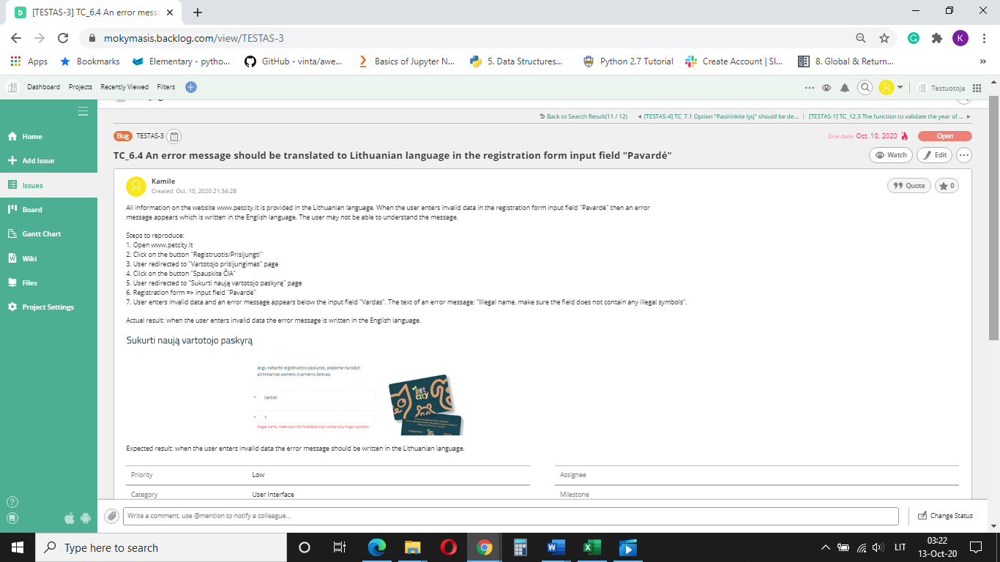 [TESTAS-3] TC_6.4 An error messa
mokymasis.backlog.com/view/TESTAS-3
K
Apps Bookmarks Elementary - pytho... GitHub - vinta/awe... Basics of Jupyter N... 5. Data Structures... Python 2.7 Tutorial Create Account | Sl... 8. Global & Return... »
Dashboard Projects Recently Viewed Filters Testuotoja
Back to Search Result(11 / 12) [TESTAS-4] TC_7.1 Option "Pasirinkite lytį" should be de... | [TESTAS-1] TC_12.3 The function to validate the year of ...
Home
Add Issue
Issues
Board
Gantt Chart
Wiki
Files
Project Settings
Bug TESTAS-3 Due date Oct. 10, 2020 Open
TC_6.4 An error message should be translated to Lithuanian language in the registration form input field "Pavardė" Watch Edit
Kamile
Created Oct. 10, 2020 21:34:28
Quote 0
All information on the website www.petcity.lt is provided in the Lithuanian language. When the user enters invalid data in the registration form input field "Pavardė" then an error
message appears which is written in the English language. The user may not be able to understand the message.
Steps to reproduce:
1. Open www.petcity.lt
2. Click on the button "Registruotis/Prisijungti"
3. User redirected to "Vartotojo prisijungimas" page
4. Click on the button "Spauskite ČIA"
5. User redirected to "Sukurti naują vartotojo paskyrą" page
6. Registration form => input field "Pavardė"
7. User enters invalid data and an error message appears below the input field "Vardas". The text of an error message: "Illegal name, make sure the field does not contain any illegal symbols".
Actual result: when the user enters invalid data the error message is written in the English language.
Sukurti naują vartotojo paskyrą
Jeigu neturite registruotos paskyros, prašome nurodyti
atitinkamus asmens duomenis žemiau.
* Vardas
* 1
Illegal name, make sure the field does not contain any illegal symbols.
pet
city
Expected result: when the user enters invalid data the error message should be written in the Lithuanian language.
Priority Low Assignee
Category User Interface Milestone
Write a comment, use @mention to notify a colleague... Change Status
Type here to search
LIT
03:22
13-Oct-20